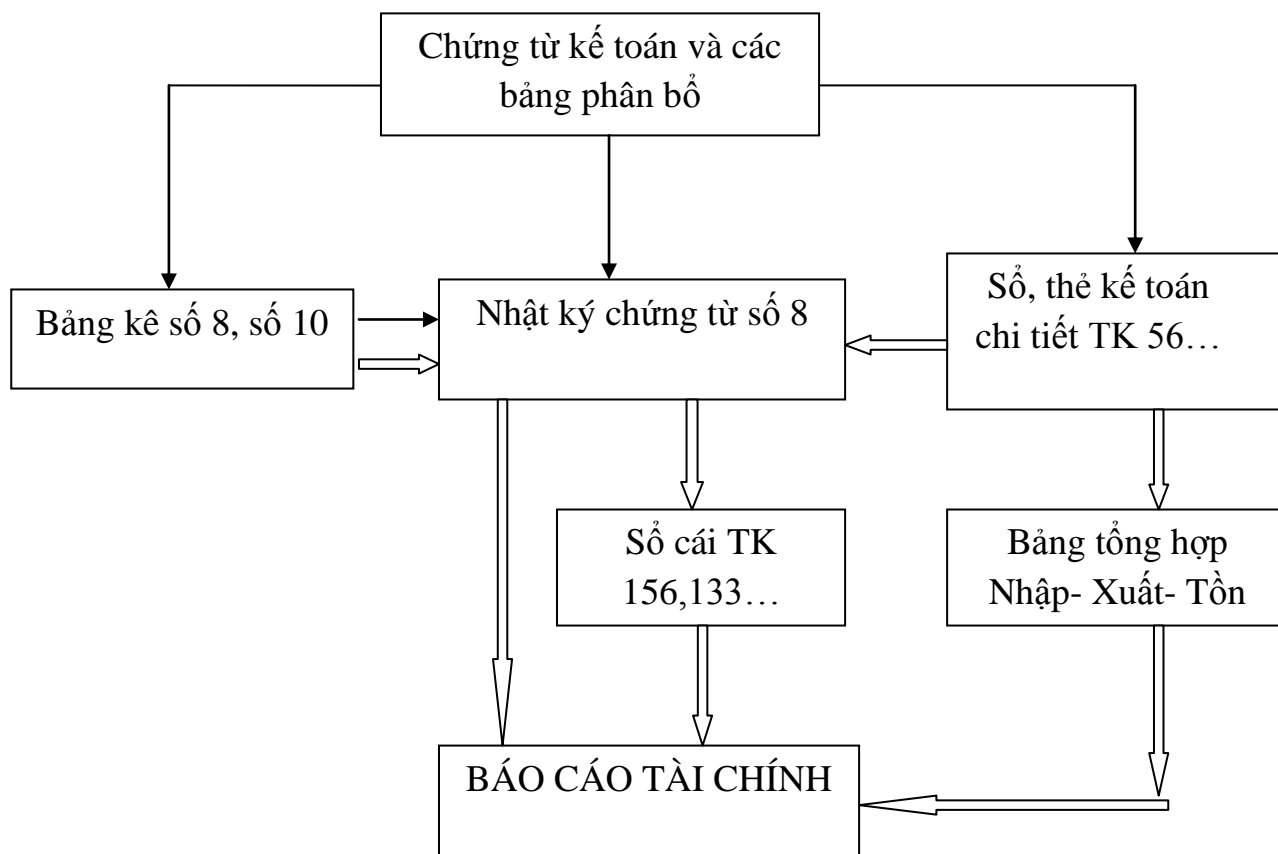 Chứng từ kế toán và các
bảng phân bổ
Bảng kê số 8, số 10
Nhật ký chứng từ số 8
Sổ, thẻ kế toán
chi tiết TK 56…
Sổ cái TK
156,133…
Bảng tổng hợp
Nhập- Xuất- Tồn
BÁO CÁO TÀI CHÍNH